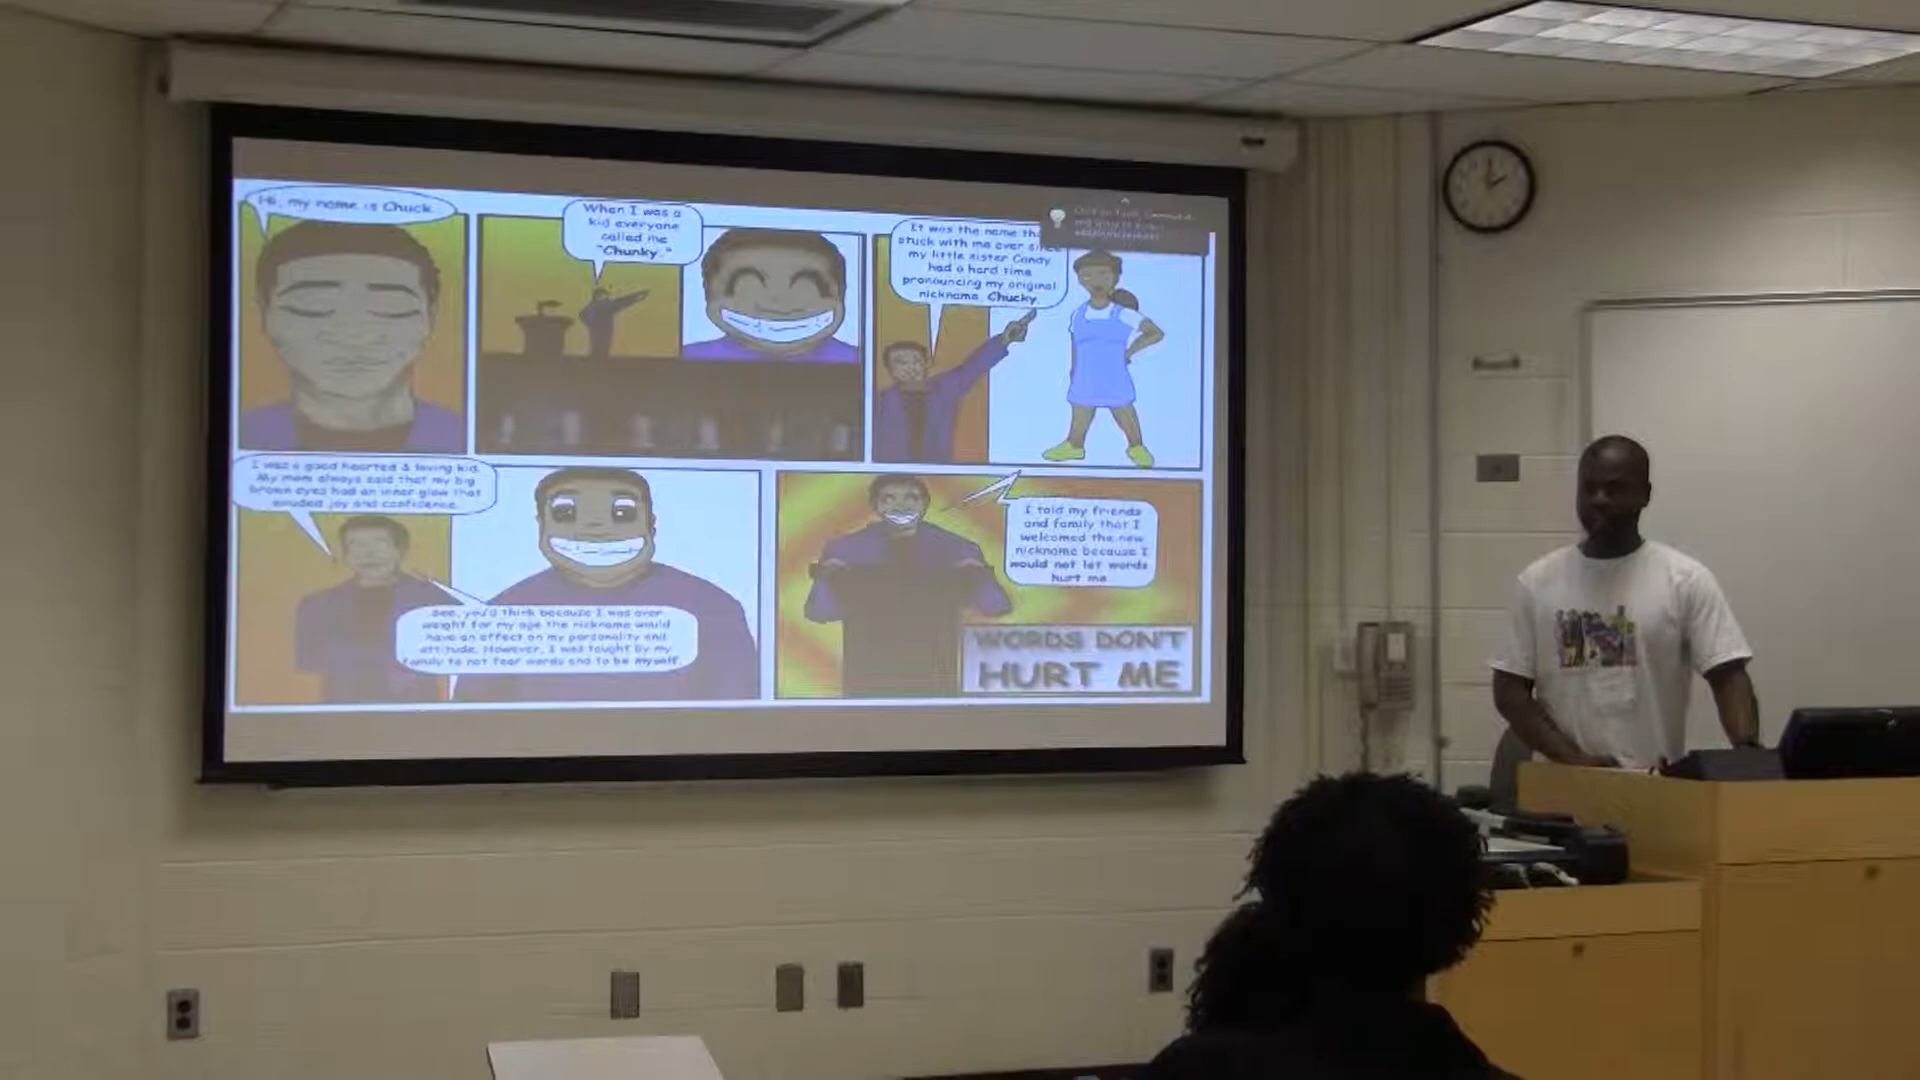 Hi, my name is Chuck.
When I was a
kid everyone
called me
"Chunky."
It was the name that
stuck with me ever since
my little sister Candy
had a hard time
pronouncing my original
nickname, Chucky.
I was a good hearted & loving kid.
My mom always said that my big
brown eyes had an inner glow that
exuded joy and confidence.
See, you'd think because I was over
weight for my age the nickname would
have an effect on my personality and
attitude. However, I was taught by my
family to not fear words and to be myself.
I told my friends
and family that I
welcomed the new
nickname because I
would not let words
hurt me
WORDS DON'T
HURT ME